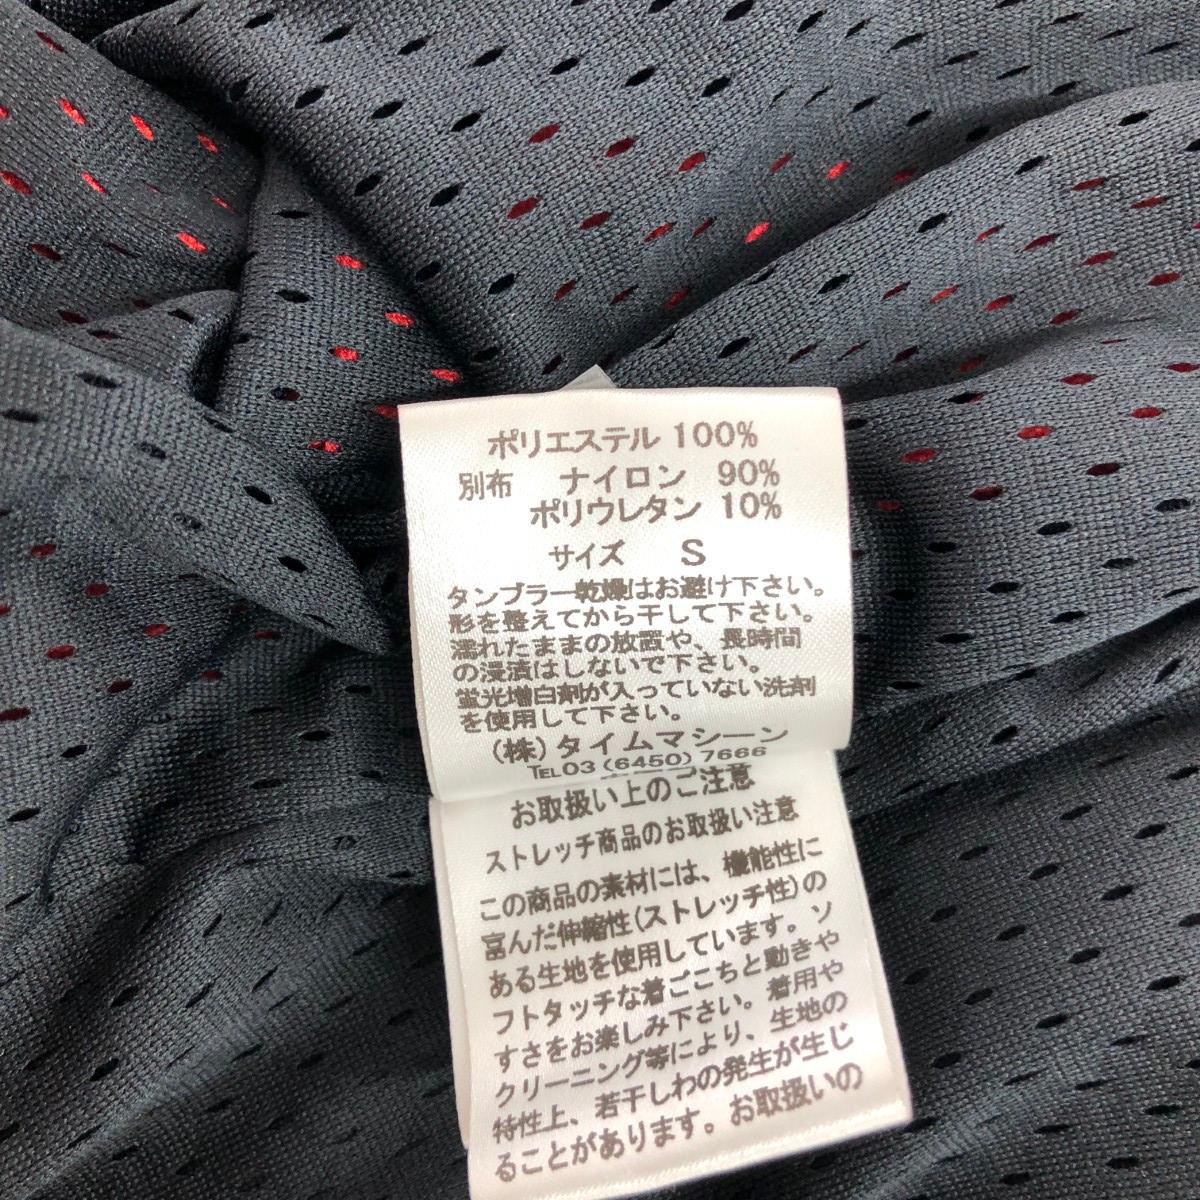 ポリエステル 100%
別布 ナイロン 90%
ポリウレタン 10%
サイズ S
タンブラー乾燥はお避け下さい。
形を整えてから干して下さい。
濡れたままの放置や、長時間
の浸漬はしないで下さい。
蛍光増白剤が入っていない洗剤
を使用して下さい。
(株)タイムマシーン
TEL03(6450)7666
お取扱い上のご注意
ストレッチ商品のお取扱い注意
この商品の素材には、機能性に
富んだ伸縮性(ストレッチ性)の
ある生地を使用しています。ソ
フトタッチな着ごこちと動きや
すさをお楽しみ下さい。着用や
クリーニング等により、生地の
特性上、若干しわの発生が生じ
ることがあります。お取扱いの